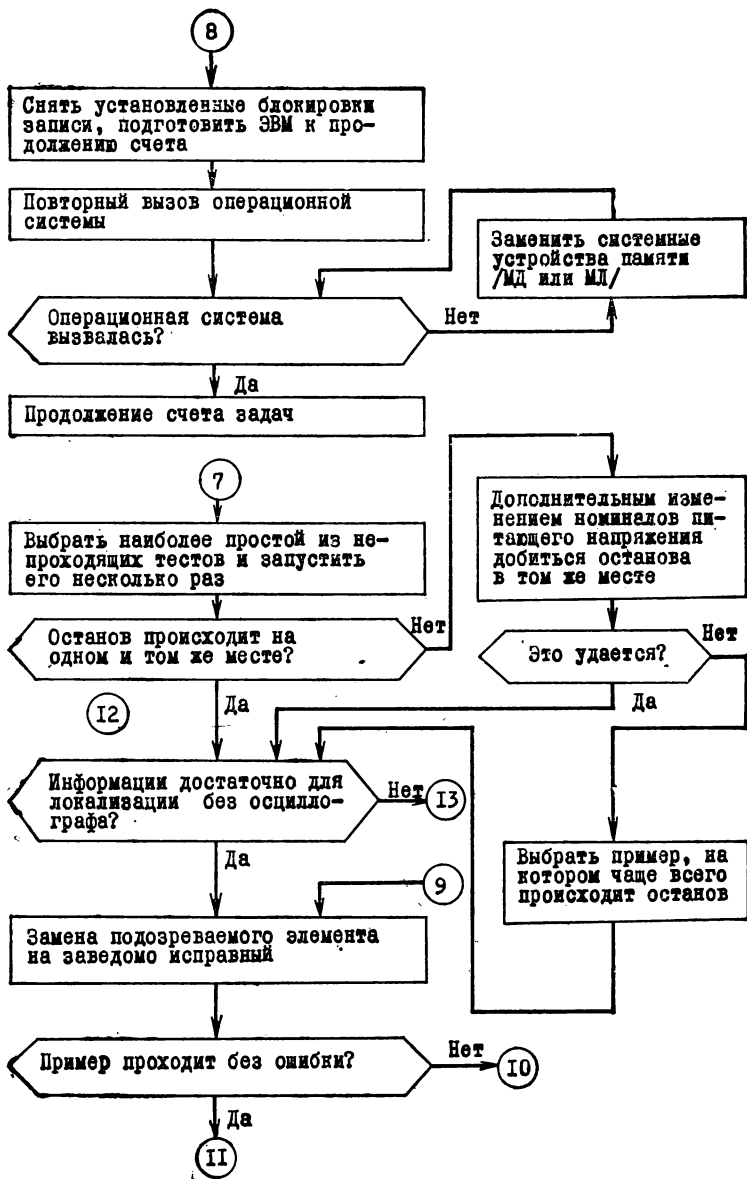 8
Снять установленные блокировки
записи, подготовить ЭВМ к про-
должению счета
Повторный вызов операционной
системы
Заменить системные
устройства памяти
/МД или МЛ/
Операционная система
вызвалась?
Нет
Да
Продолжение счета задач
7
Выбрать наиболее простой из не-
проходящих тестов и запустить
его несколько раз
Дополнительным изме-
нением номиналов пи-
тающего напряжения
добиться останова
в том же месте
Останов происходит на
одном и том же месте?
Нет
Это удается?
Нет
Да
Да
I2
Информации достаточно для
локализации без осцилло-
графа?
Нет
I3
Да
Выбрать пример, на
котором чаще всего
происходит останов
9
Замена подозреваемого элемента
на заведомо исправный
Пример проходит без ошибки?
Нет
I0
Да
II